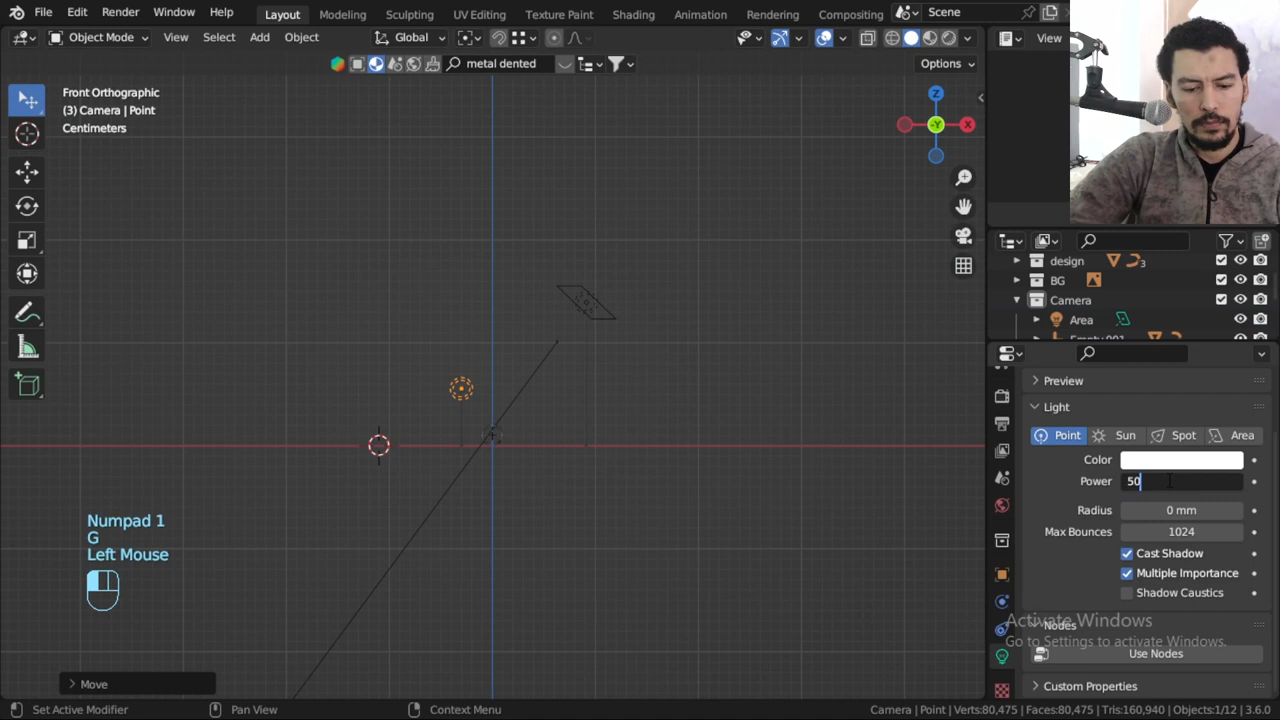 File Edit Render Window Help Layout Modeling Sculpting UV Editing Texture Paint Shading Animation Rendering Compositing Scene
Object Mode View Select Add Object Global View
metal dented Options
Front Orthographic
(3) Camera | Point
Centimeters
Z
-Y X
design 3
BG
Camera
Area
Preview
Light
Point Sun Spot Area
Color
Power 50
Radius 0 mm
Max Bounces 1024
Cast Shadow
Multiple Importance
Shadow Caustics
Activate Windows
Nodes
Go to Settings to activate Windows.
Use Nodes
Custom Properties
Numpad 1
G
Left Mouse
Move
Set Active Modifier Pan View Context Menu Camera | Point | Verts:80,475 | Faces:80,475 | Tris:160,940 | Objects:1/12 | 3.6.0